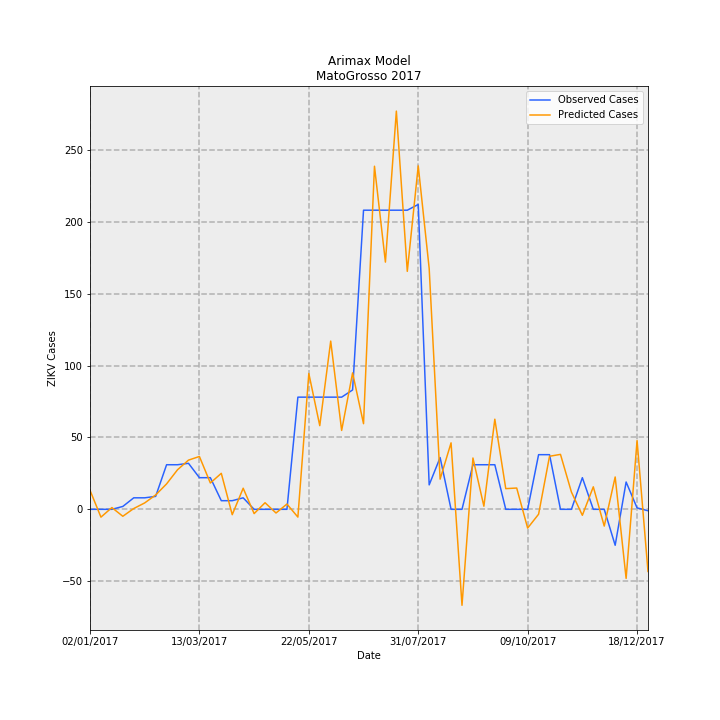 Arimax Model
MatoGrosso 2017
Observed Cases
Predicted Cases
ZIKV Cases
250
200
150
100
50
0
−50
02/01/2017
13/03/2017
22/05/2017
31/07/2017
09/10/2017
18/12/2017
Date